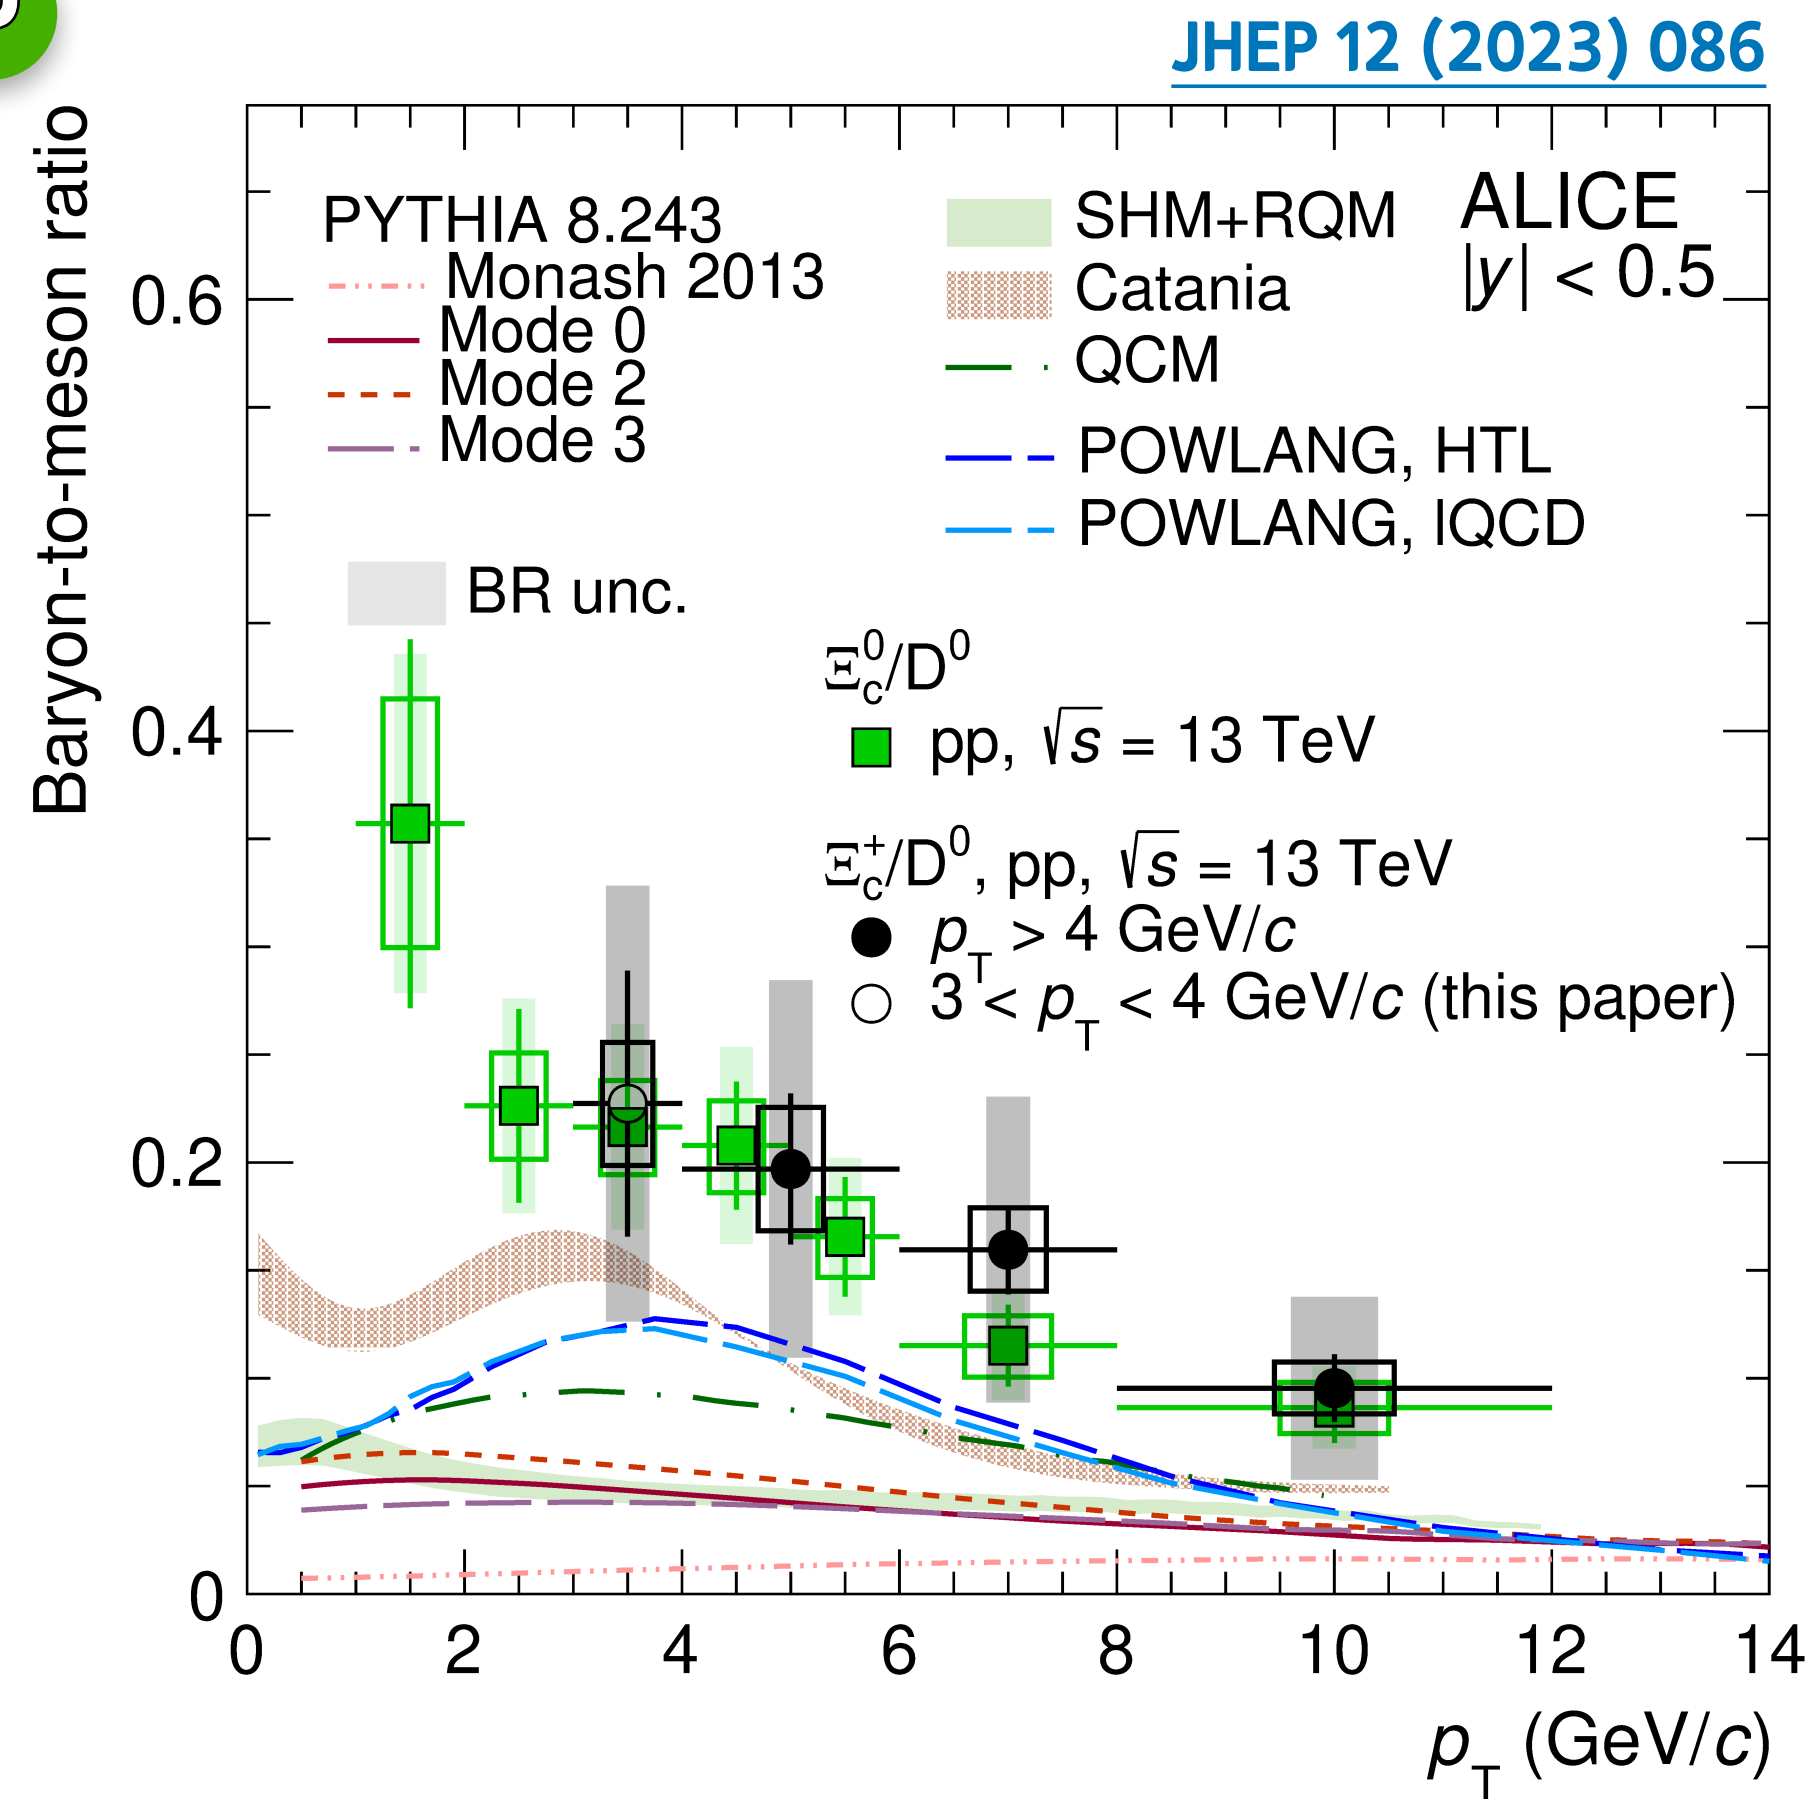 JHEP 12 (2023) 086
Baryon-to-meson ratio
PYTHIA 8.243
Monash 2013
Mode 0
Mode 2
Mode 3
BR unc.
SHM+RQM
Catania
QCM
POWLANG, HTL
POWLANG, lQCD
ALICE
|y| < 0.5
Ξc0/D0
pp, √s = 13 TeV
Ξc+/D0, pp, √s = 13 TeV
pT > 4 GeV/c
3 < pT < 4 GeV/c (this paper)
0.6
0.4
0.2
0
0 2 4 6 8 10 12 14
pT (GeV/c)